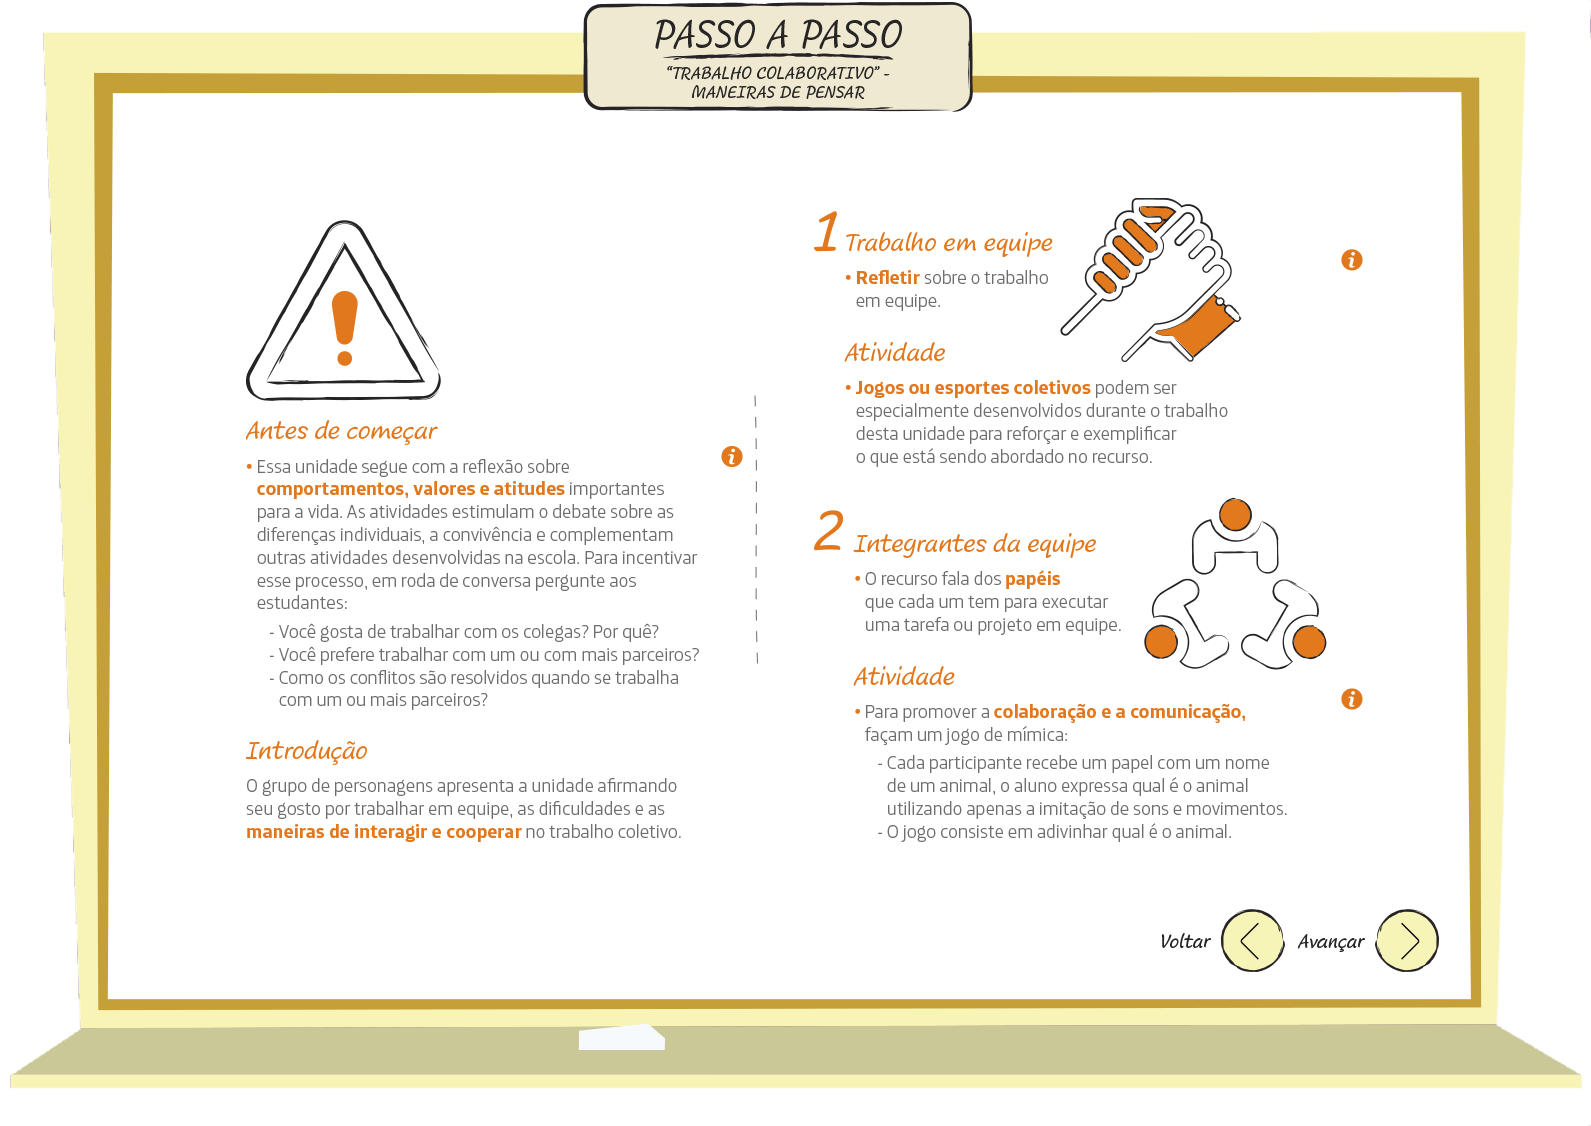 PASSO A PASSO
“TRABALHO COLABORATIVO” -
MANEIRAS DE PENSAR
Antes de começar
• Essa unidade segue com a reflexão sobre
comportamentos, valores e atitudes importantes
para a vida. As atividades estimulam o debate sobre as
diferenças individuais, a convivência e complementam
outras atividades desenvolvidas na escola. Para incentivar
esse processo, em roda de conversa pergunte aos
estudantes:
- Você gosta de trabalhar com os colegas? Por quê?
- Você prefere trabalhar com um ou com mais parceiros?
- Como os conflitos são resolvidos quando se trabalha
com um ou mais parceiros?
Introdução
O grupo de personagens apresenta a unidade afirmando
seu gosto por trabalhar em equipe, as dificuldades e as
maneiras de interagir e cooperar no trabalho coletivo.
i
1 Trabalho em equipe
• Refletir sobre o trabalho
em equipe.
i
Atividade
• Jogos ou esportes coletivos podem ser
especialmente desenvolvidos durante o trabalho
desta unidade para reforçar e exemplificar
o que está sendo abordado no recurso.
2 Integrantes da equipe
• O recurso fala dos papéis
que cada um tem para executar
uma tarefa ou projeto em equipe.
Atividade
i
• Para promover a colaboração e a comunicação,
façam um jogo de mímica:
- Cada participante recebe um papel com um nome
de um animal, o aluno expressa qual é o animal
utilizando apenas a imitação de sons e movimentos.
- O jogo consiste em adivinhar qual é o animal.
Voltar
Avançar